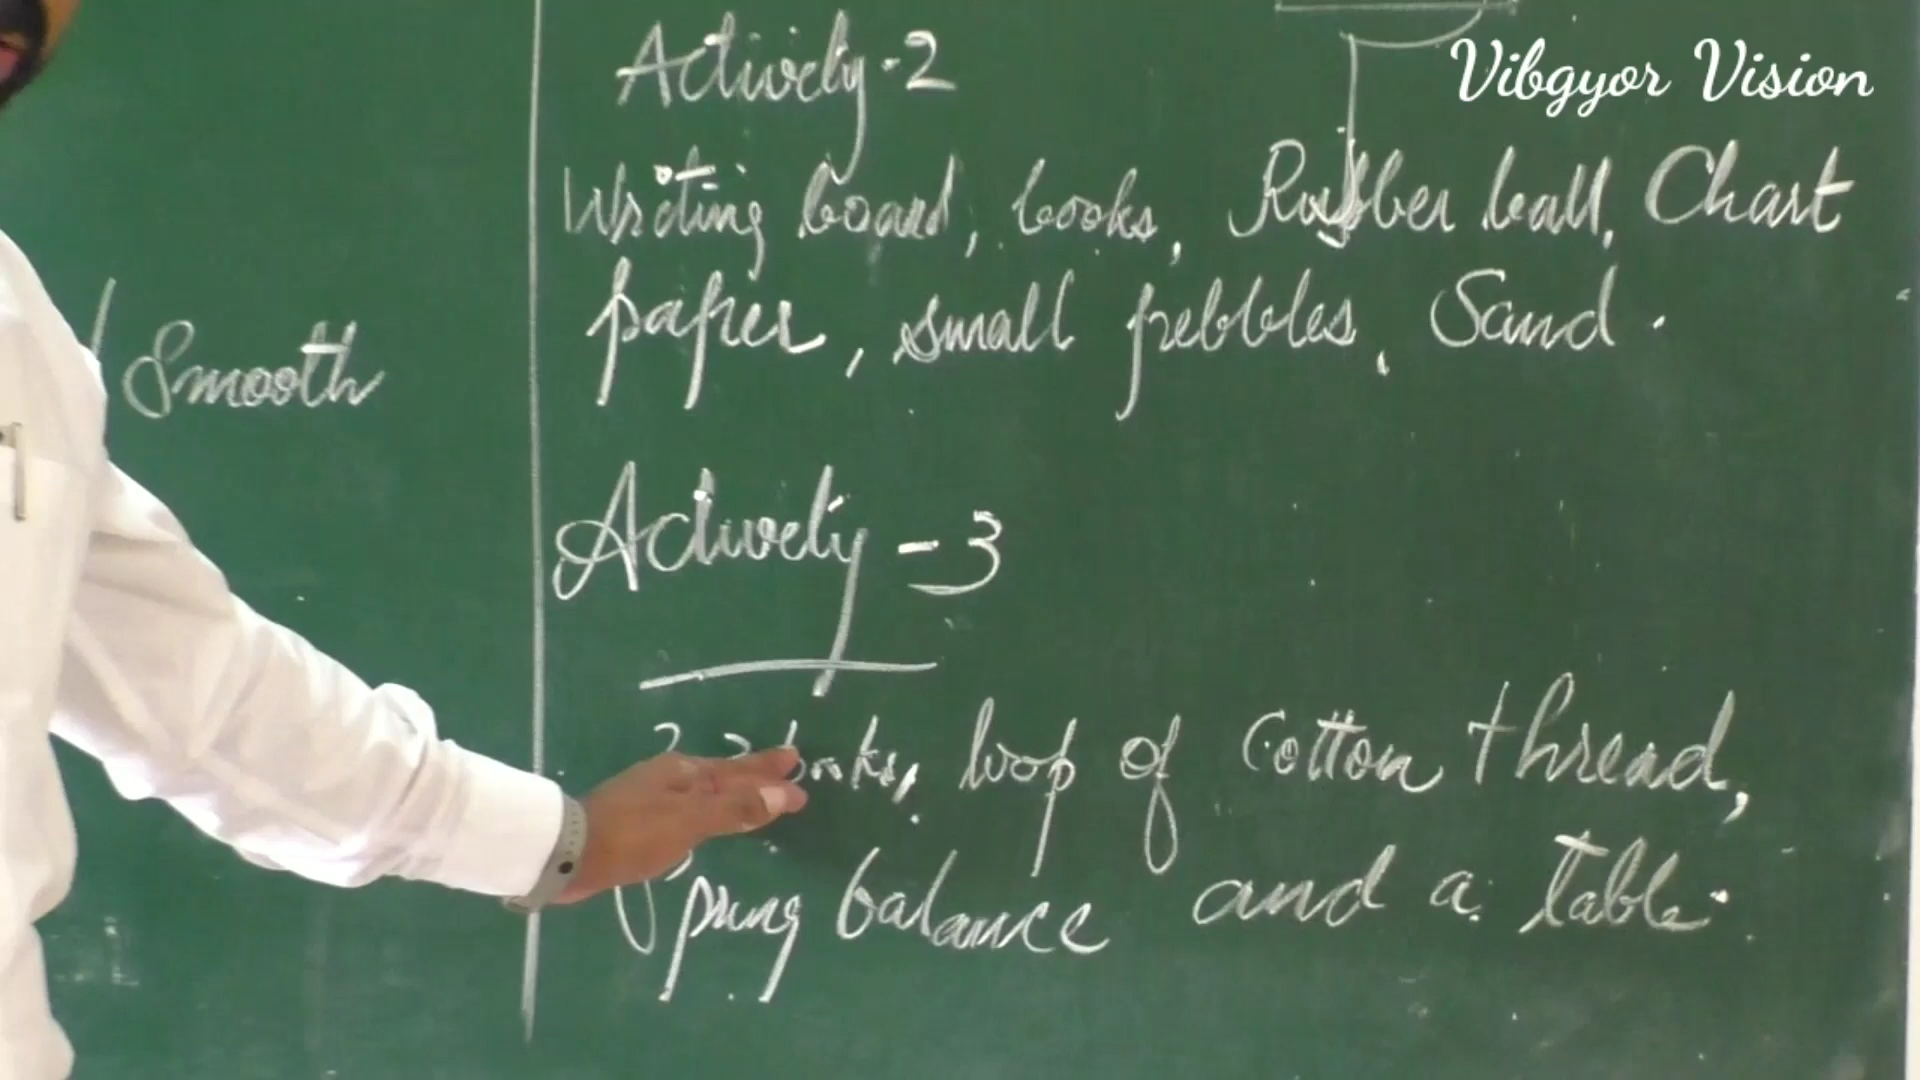 Vibgyor Vision
Smooth
Activity-2
Writing board, books, Rubber ball, Chart
paper, small pebbles, Sand.
Activity-3
books, loop of cotton thread,
Spring balance and a table.